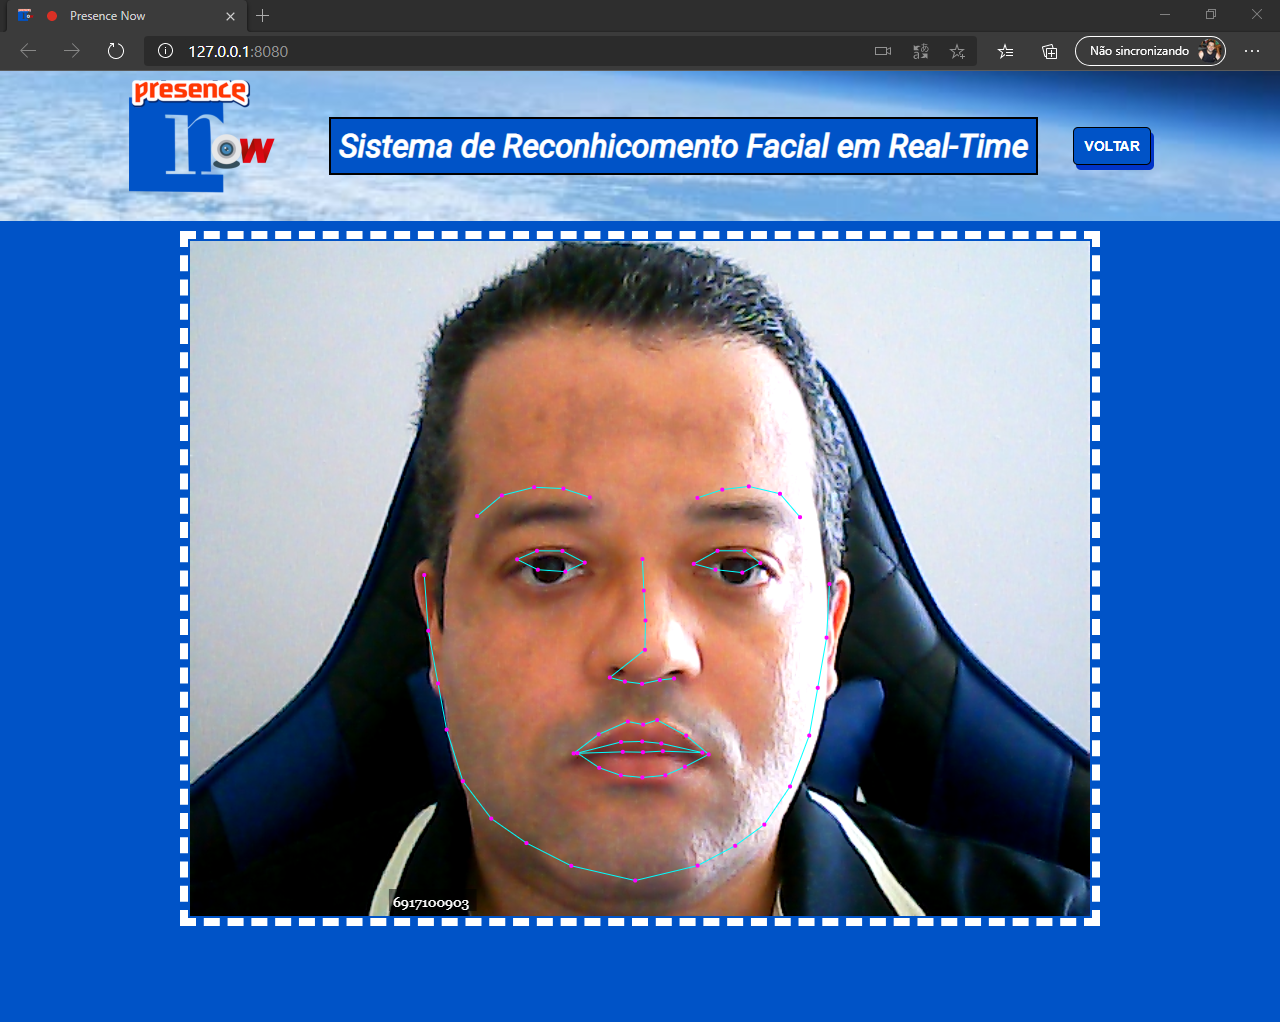 Presence Now
127.0.0.1:8080
Não sincronizando
presence
now
Sistema de Reconhicomento Facial em Real-Time
VOLTAR
6917100903